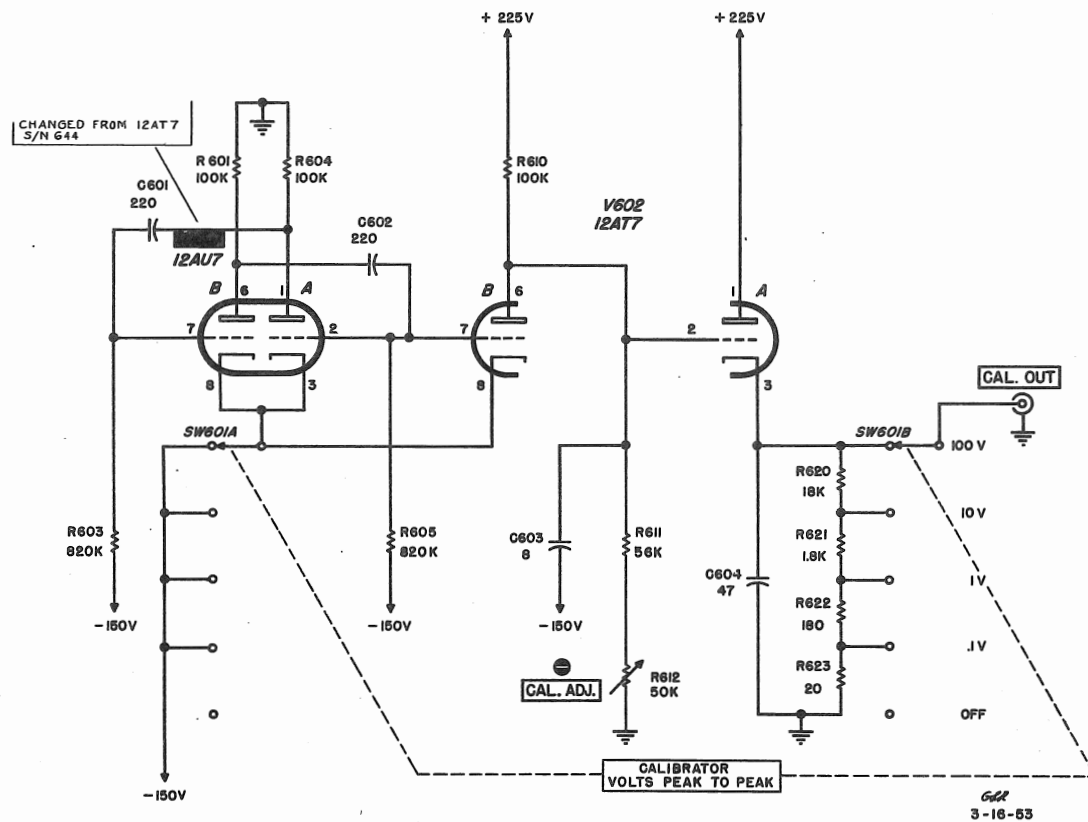 + 225V
+ 225V
CHANGED FROM 12AT7
S/N 644
R601
100K
R604
100K
R610
100K
C601
220
C602
220
V602
12AT7
12AU7
B
6
1
A
B
6
1
A
7
2
7
2
8
3
8
3
CAL. OUT
SW601A
SW601B
100 V
R620
18K
10 V
R603
820K
R605
820K
C603
8
R611
56K
R621
1.8K
C604
47
1V
R622
180
-150V
-150V
-150V
.1V
R623
20
CAL. ADJ.
R612
50K
OFF
-150V
CALIBRATOR
VOLTS PEAK TO PEAK
3-16-53